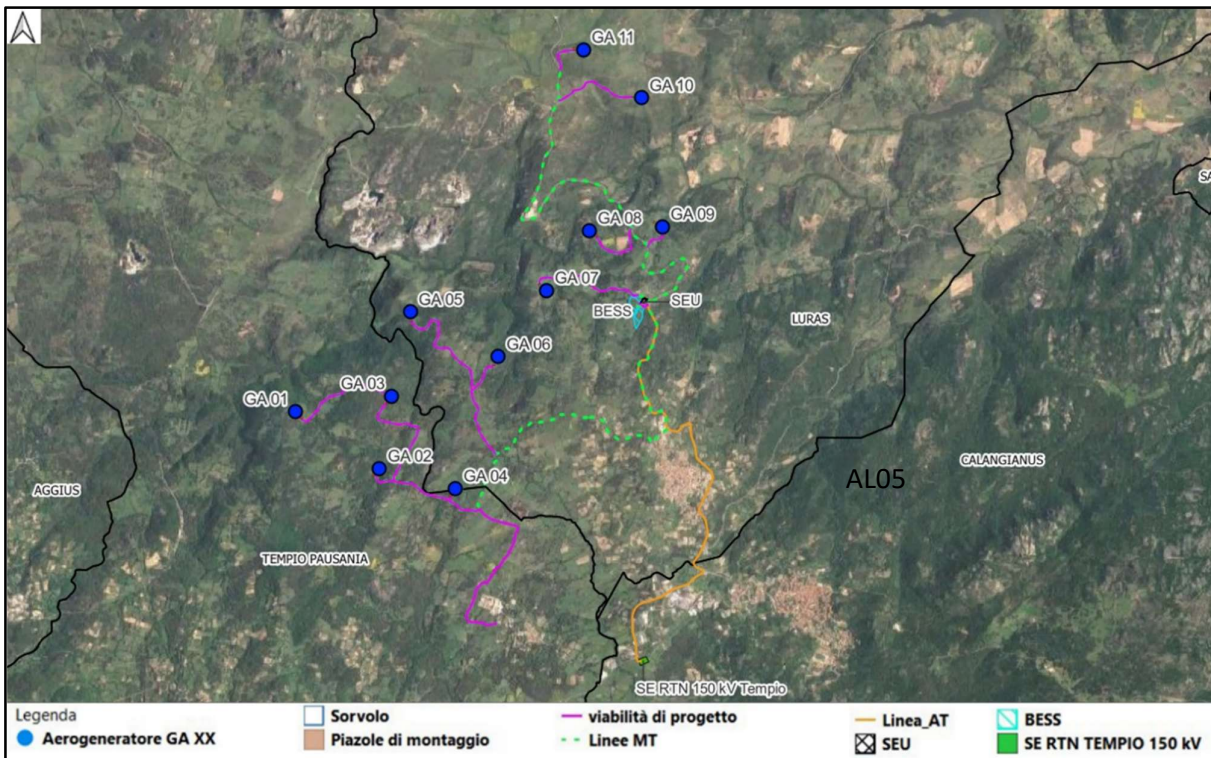 GA 11
GA 10
SA
GA 08
GA 09
GA 07
GA 05
SEU
BESS
LURAS
GA 06
GA 01
GA 03
GA 02
GA 04
CALANGIANUS
AL05
AGGIUS
TEMPIO PAUSANIA
SE RTN 150 kV Tempio
Legenda
Aerogeneratore GA XX
Sorvolo
Piazole di montaggio
viabilità di progetto
Linee MT
Linea_AT
SEU
BESS
SE RTN TEMPIO 150 kV